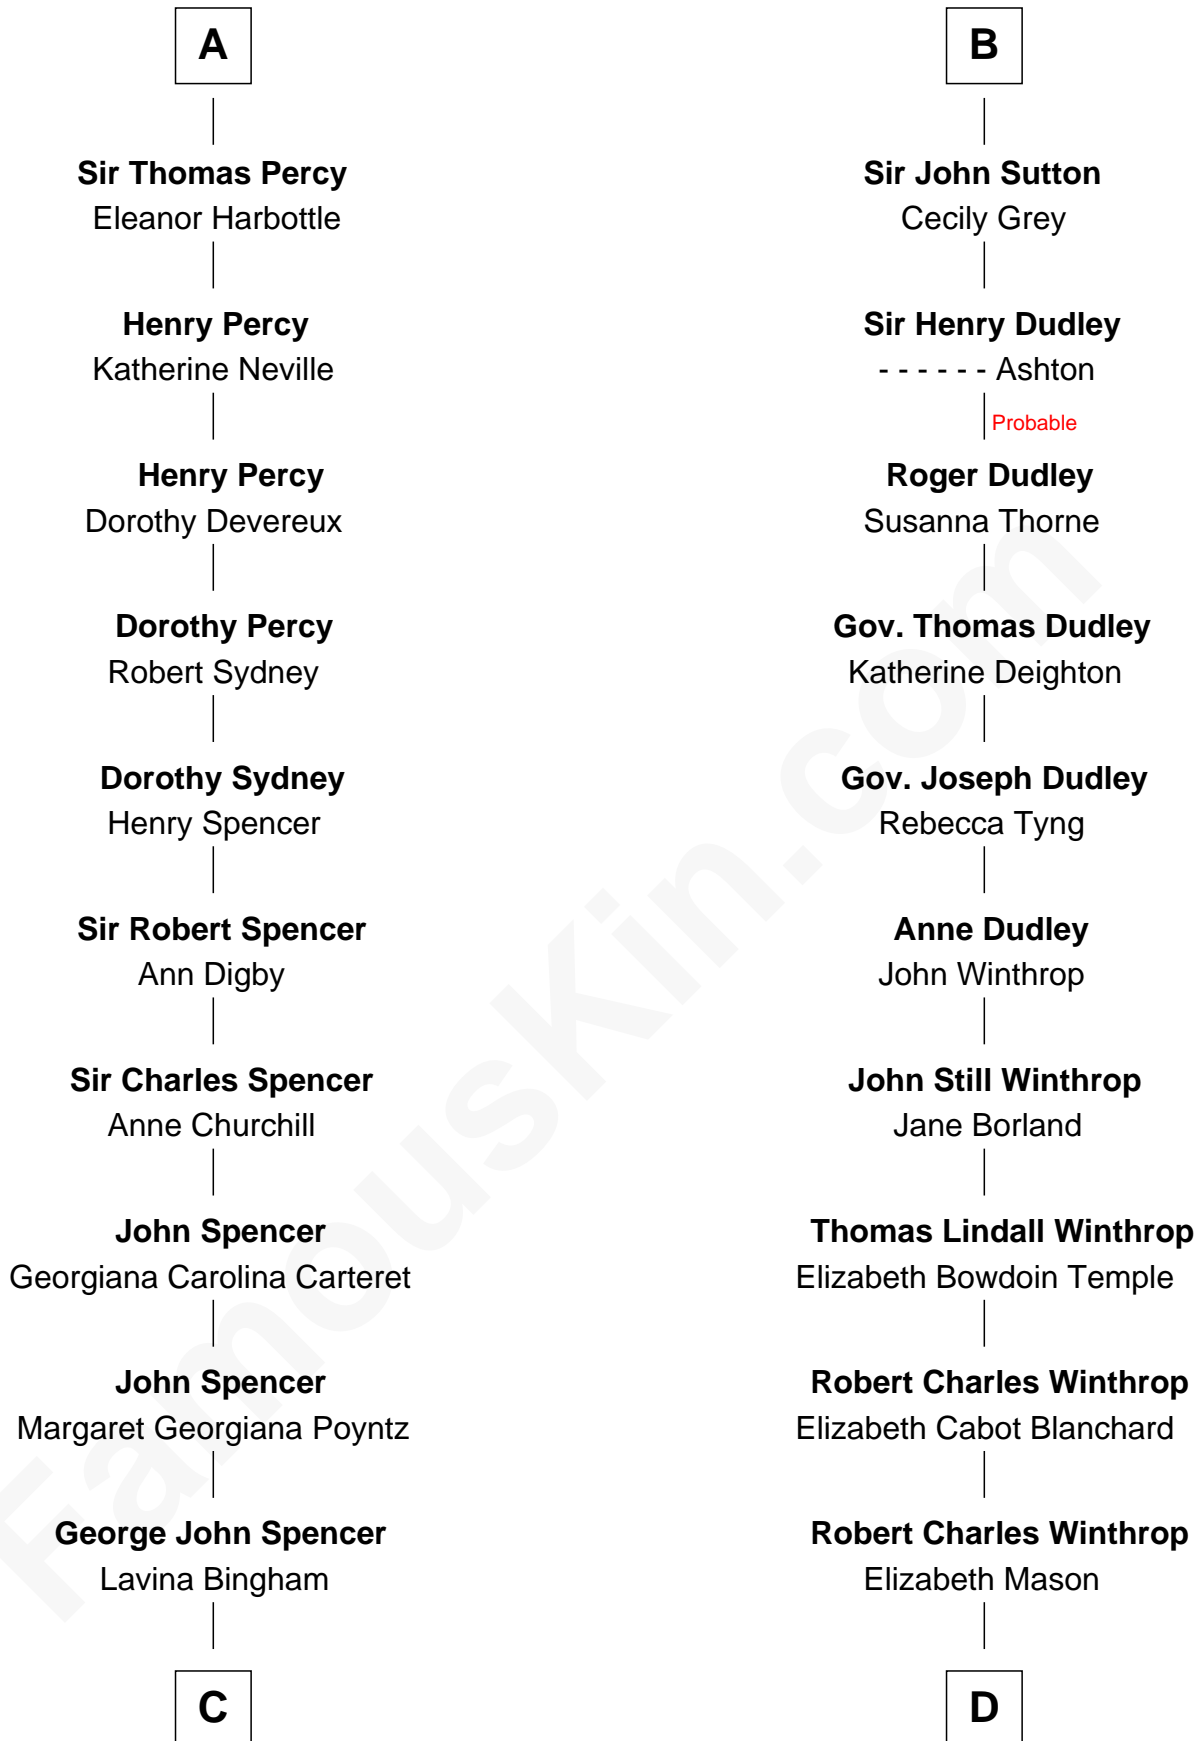 A
Sir Thomas Percy
Eleanor Harbottle
Henry Percy
Katherine Neville
Henry Percy
Dorothy Devereux
Dorothy Percy
Robert Sydney
Dorothy Sydney
Henry Spencer
Sir Robert Spencer
Ann Digby
Sir Charles Spencer
Anne Churchill
John Spencer
Georgiana Carolina Carteret
John Spencer
Margaret Georgiana Poyntz
George John Spencer
Lavina Bingham
C
B
Sir John Sutton
Cecily Grey
Sir Henry Dudley
- - - - - - Ashton
Probable
Roger Dudley
Susanna Thorne
Gov. Thomas Dudley
Katherine Deighton
Gov. Joseph Dudley
Rebecca Tyng
Anne Dudley
John Winthrop
John Still Winthrop
Jane Borland
Thomas Lindall Winthrop
Elizabeth Bowdoin Temple
Robert Charles Winthrop
Elizabeth Cabot Blanchard
Robert Charles Winthrop
Elizabeth Mason
D
FamousKin.com